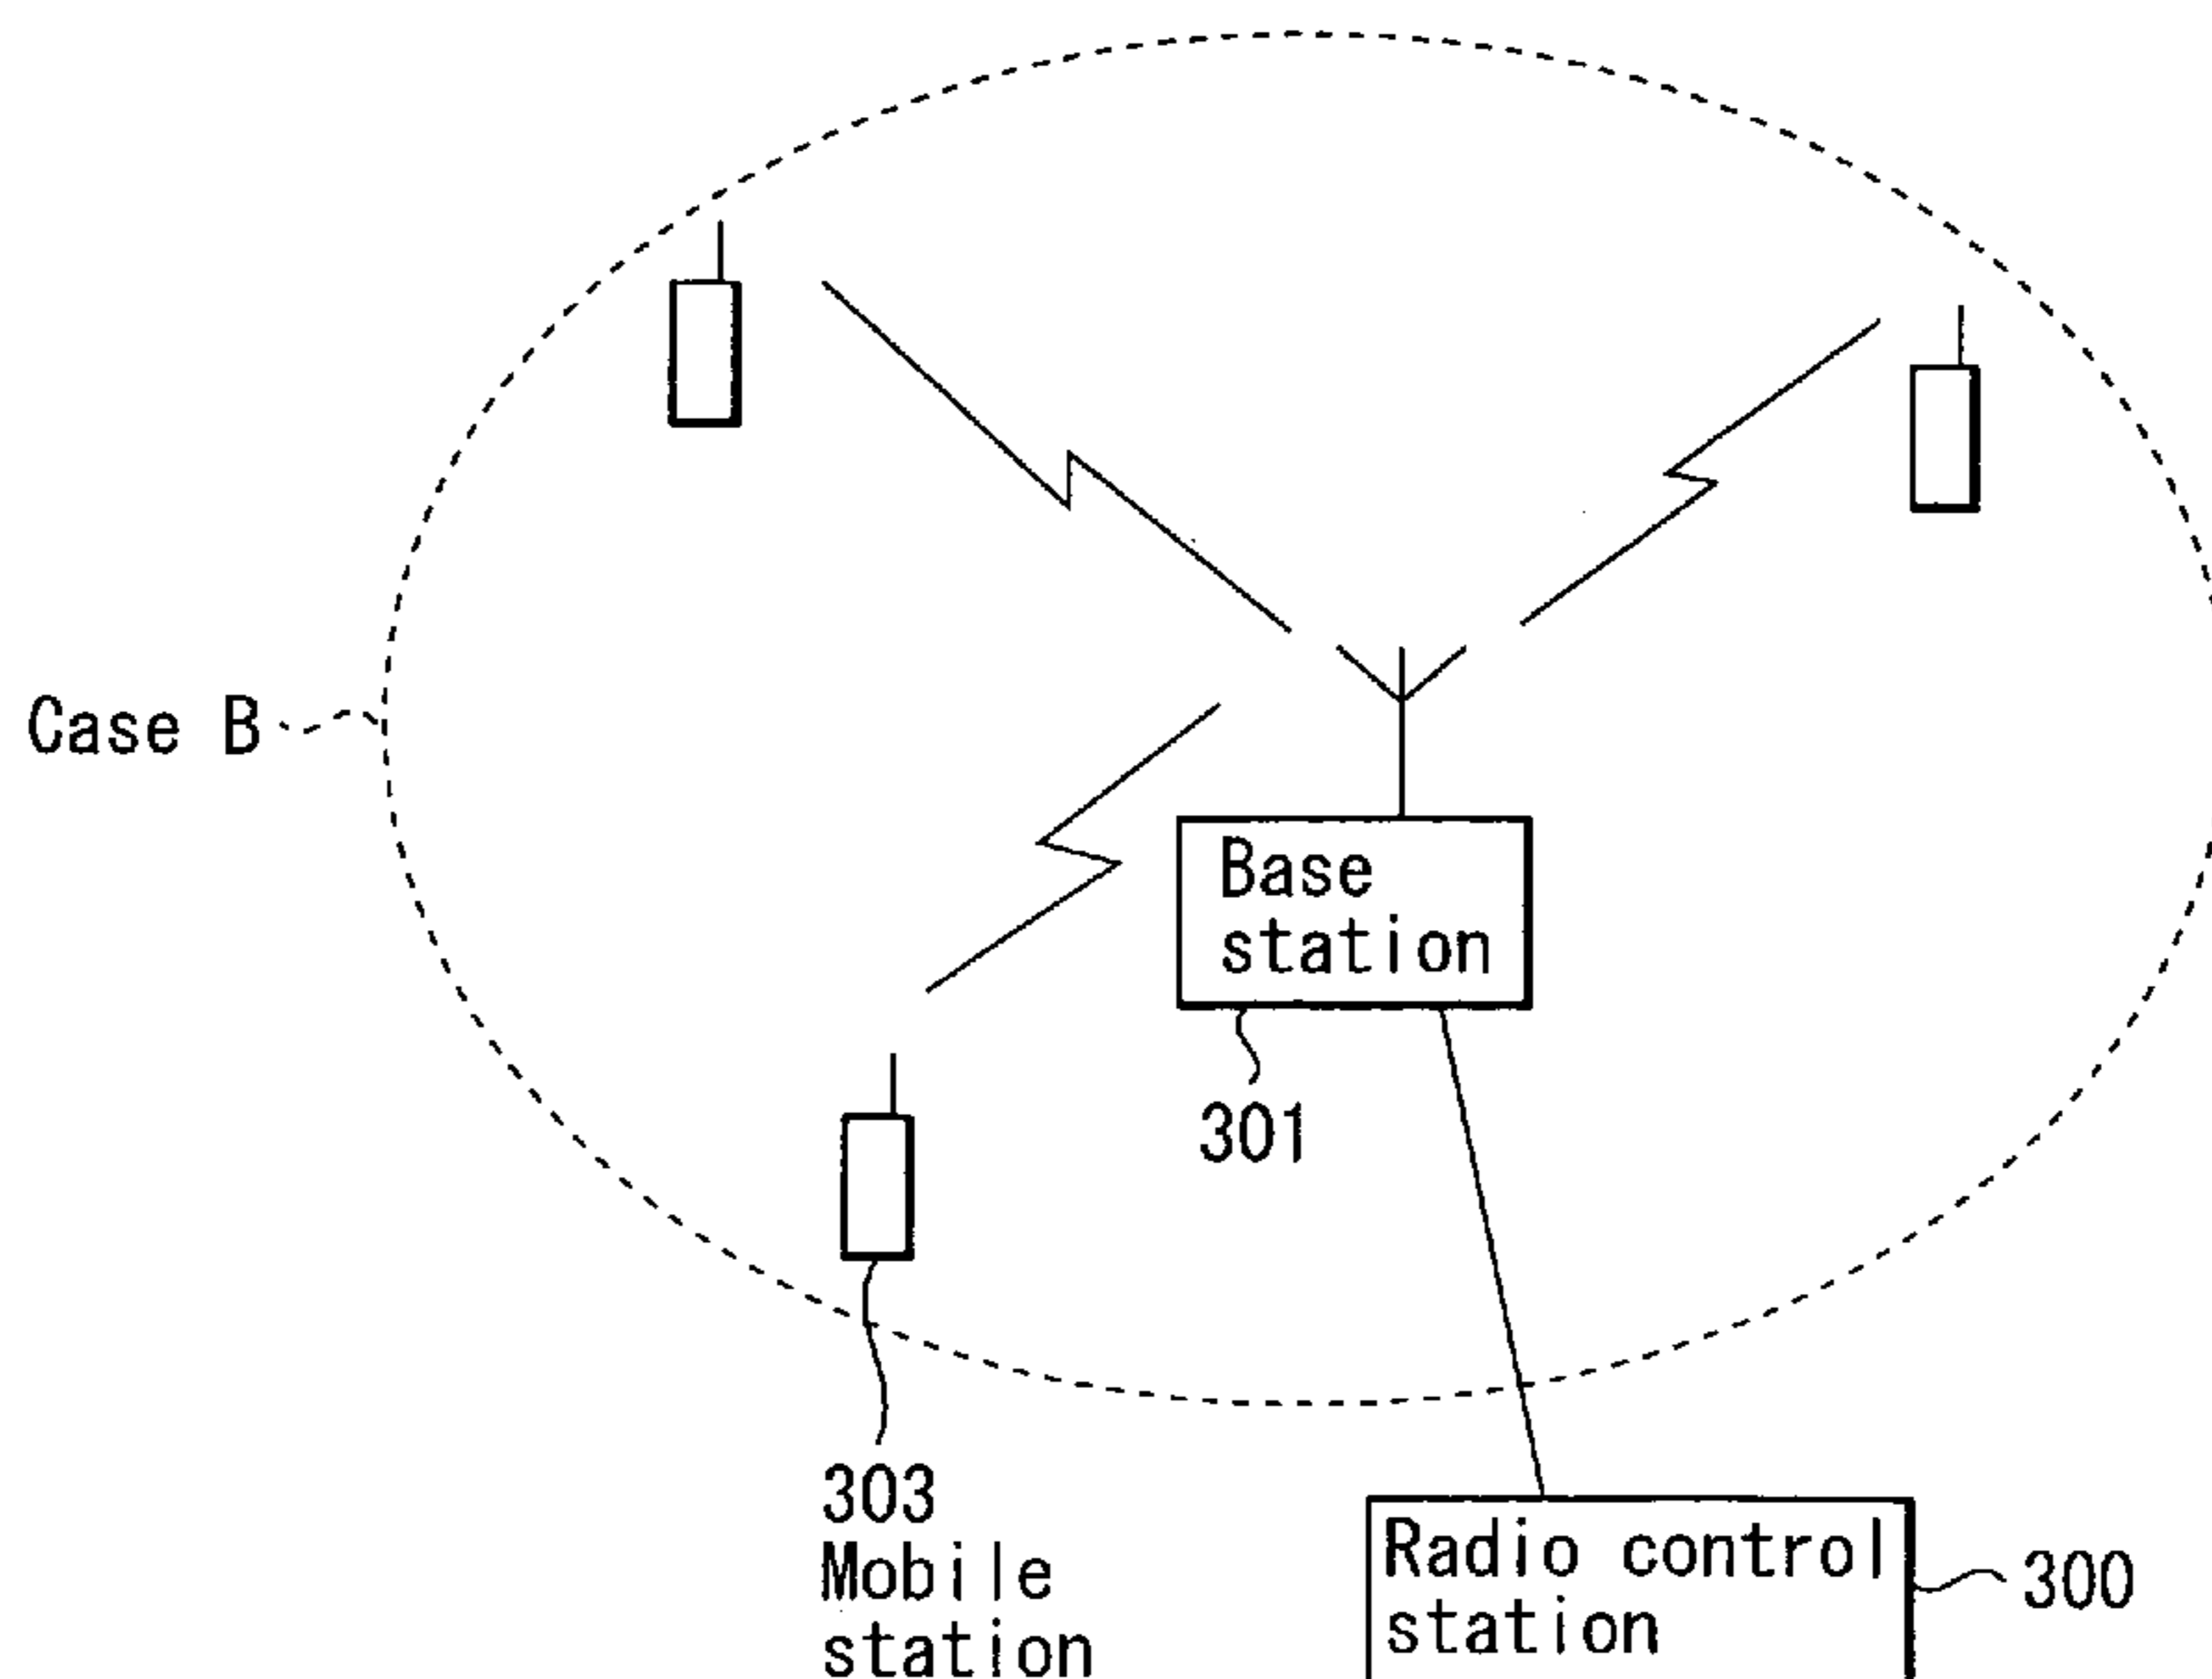 Case B
Base
station
301
303
Mobile
station
Radio control
station
300